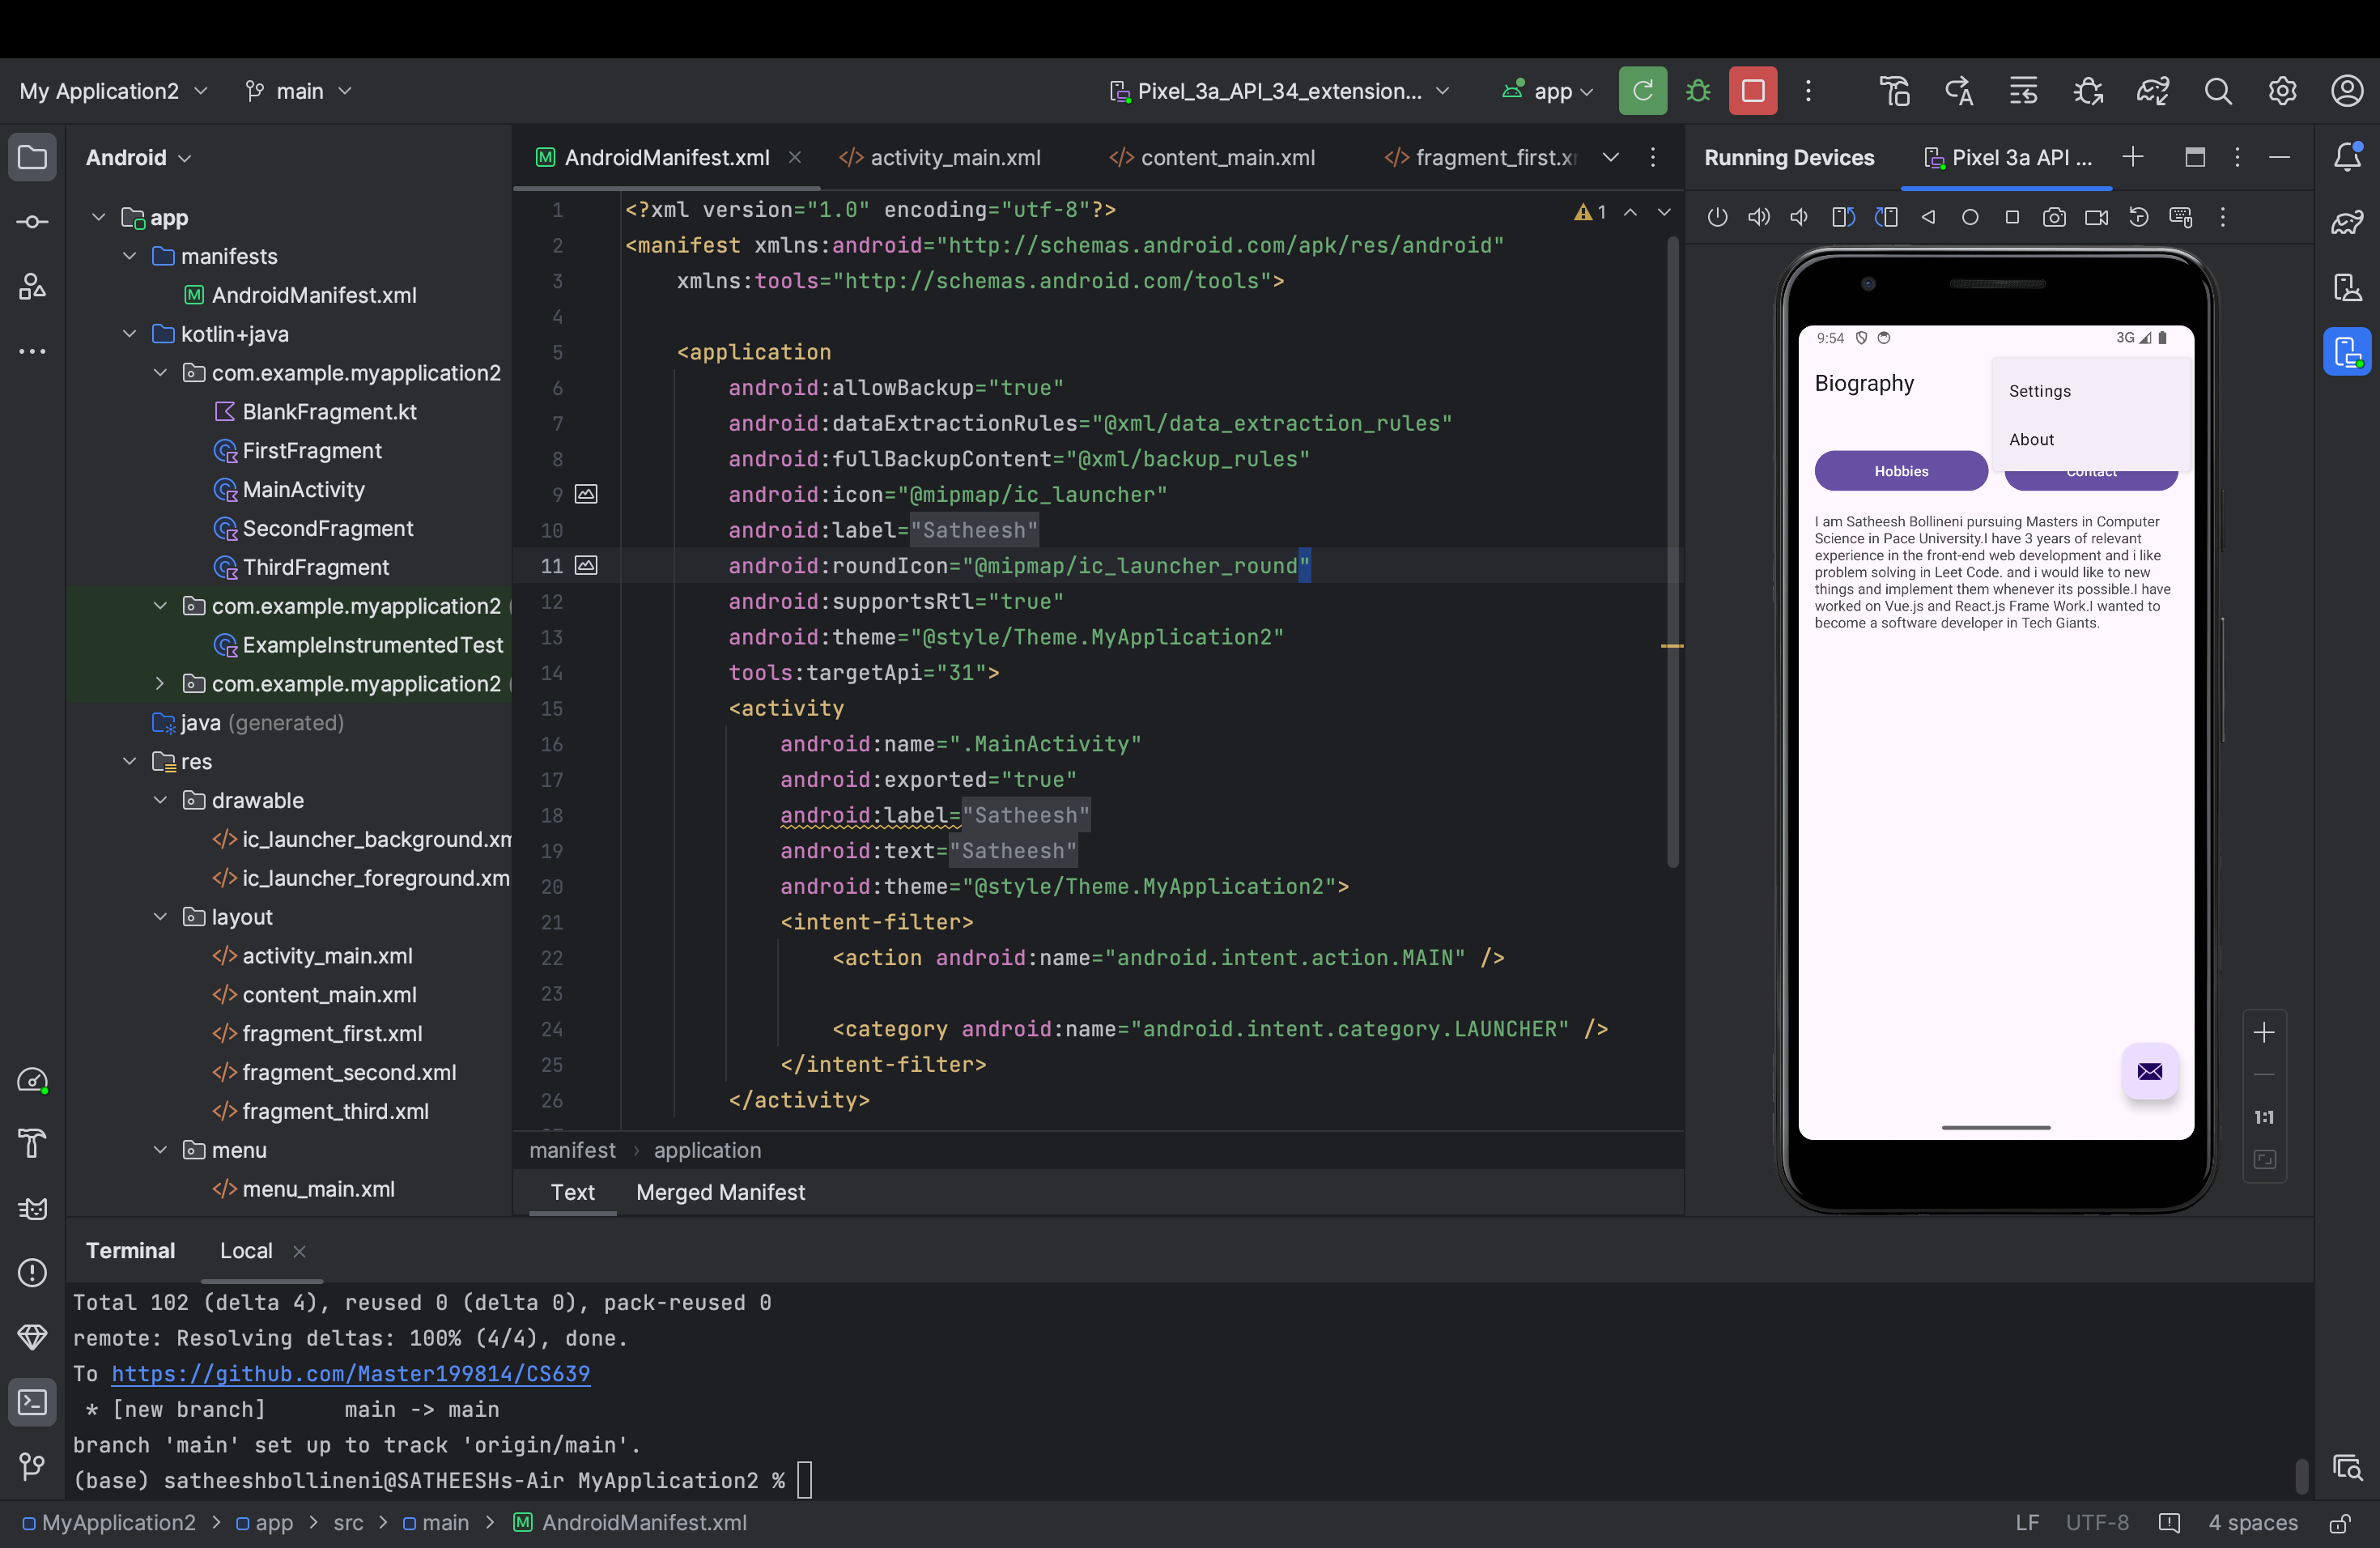 My Application2
main
Pixel_3a_API_34_extension...
app
Android
AndroidManifest.xml
activity_main.xml
content_main.xml
fragment_first.x
Running Devices
Pixel 3a API ...
app
manifests
AndroidManifest.xml
kotlin+java
com.example.myapplication2
BlankFragment.kt
FirstFragment
MainActivity
SecondFragment
ThirdFragment
com.example.myapplication2 (
ExampleInstrumentedTest
com.example.myapplication2 (
java (generated)
res
drawable
ic_launcher_background.xm
ic_launcher_foreground.xm
layout
activity_main.xml
content_main.xml
fragment_first.xml
fragment_second.xml
fragment_third.xml
menu
menu_main.xml
1 <?xml version="1.0" encoding="utf-8"?>
2 <manifest xmlns:android="http://schemas.android.com/apk/res/android"
3 xmlns:tools="http://schemas.android.com/tools">
4
5 <application
6 android:allowBackup="true"
7 android:dataExtractionRules="@xml/data_extraction_rules"
8 android:fullBackupContent="@xml/backup_rules"
9 android:icon="@mipmap/ic_launcher"
10 android:label="Satheesh"
11 android:roundIcon="@mipmap/ic_launcher_round"
12 android:supportsRtl="true"
13 android:theme="@style/Theme.MyApplication2"
14 tools:targetApi="31">
15 <activity
16 android:name=".MainActivity"
17 android:exported="true"
18 android:label="Satheesh"
19 android:text="Satheesh"
20 android:theme="@style/Theme.MyApplication2">
21 <intent-filter>
22 <action android:name="android.intent.action.MAIN" />
23
24 <category android:name="android.intent.category.LAUNCHER" />
25 </intent-filter>
26 </activity>
1
manifest › application
Text
Merged Manifest
9:54
3G
Biography
Settings
About
Hobbies
Contact
I am Satheesh Bollineni pursuing Masters in Computer
Science in Pace University.I have 3 years of relevant
experience in the front-end web development and i like
problem solving in Leet Code. and i would like to new
things and implement them whenever its possible.I have
worked on Vue.js and React.js Frame Work.I wanted to
become a software developer in Tech Giants.
1:1
Terminal
Local
Total 102 (delta 4), reused 0 (delta 0), pack-reused 0
remote: Resolving deltas: 100% (4/4), done.
To https://github.com/Master199814/CS639
* [new branch] main -> main
branch 'main' set up to track 'origin/main'.
(base) satheeshbollineni@SATHEESHs-Air MyApplication2 %
MyApplication2 > app > src > main > AndroidManifest.xml
LF
UTF-8
4 spaces